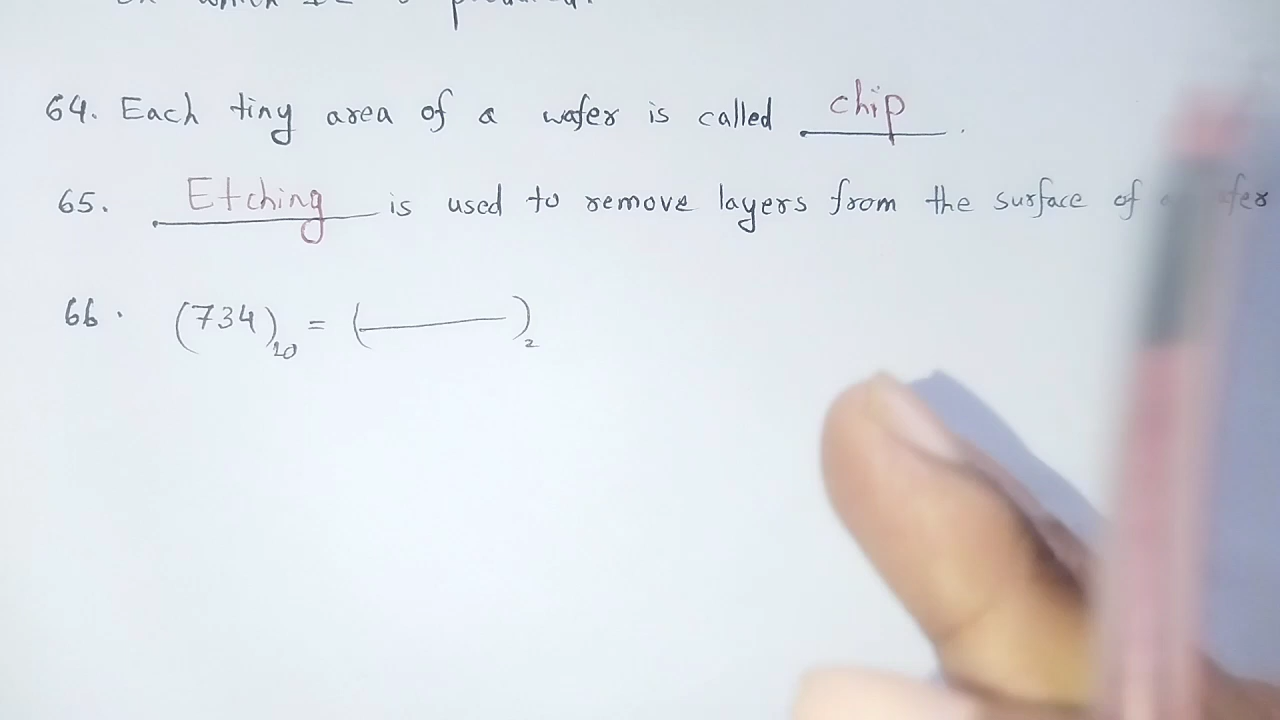 64. Each tiny area of a wafer is called chip.
65. Etching is used to remove layers from the surface of
66. (734)10 = (______)2